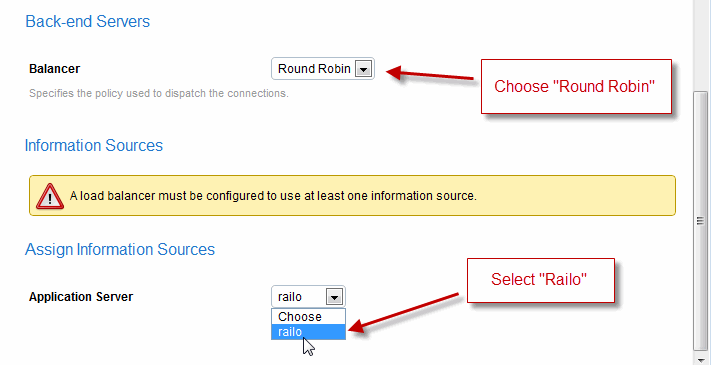 Back-end Servers
Balancer
Round Robin
Choose "Round Robin"
Specifies the policy used to dispatch the connections.
Information Sources
A load balancer must be configured to use at least one information source.
Assign Information Sources
Select "Railo"
Application Server
railo
Choose
railo